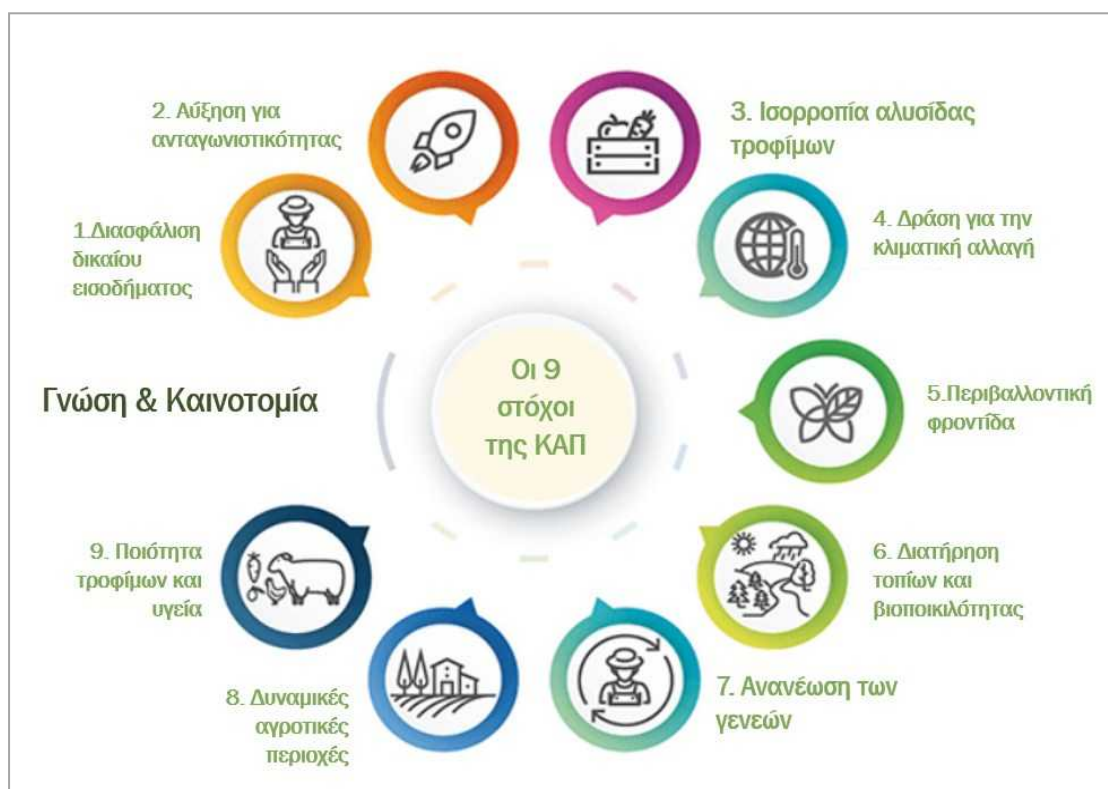 2. Αύξηση για
ανταγωνιστικότητας
3. Ισορροπία αλυσίδας
τροφίμων
1.Διασφάλιση
δικαίου
εισοδήματος
4. Δράση για την
κλιματική αλλαγή
Οι 9
στόχοι
της ΚΑΠ
Γνώση & Καινοτομία
5.Περιβαλλοντική
φροντίδα
9. Ποιότητα
τροφίμων και
υγεία
6. Διατήρηση
τοπίων και
βιοποικιλότητας
8. Δυναμικές
αγροτικές
περιοχές
7. Ανανέωση των
γενεών